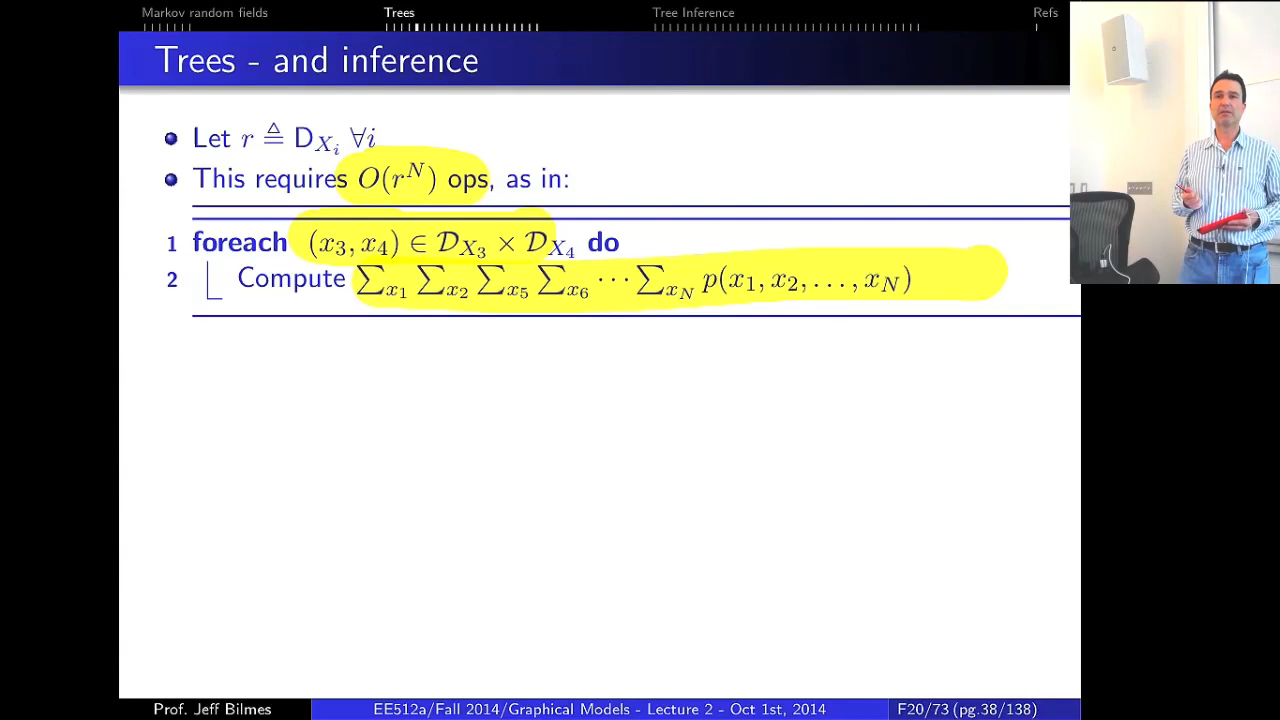 Markov random fields Trees Tree Inference Refs
Trees - and inference
Let r ≜ D_{X_i} ∀i
This requires O(r^N) ops, as in:
1 foreach (x_3, x_4) ∈ 𝒟_{X_3} × 𝒟_{X_4} do
2 Compute ∑_{x_1} ∑_{x_2} ∑_{x_5} ∑_{x_6} ⋯ ∑_{x_N} p(x_1, x_2, . . . , x_N)
Prof. Jeff Bilmes EE512a/Fall 2014/Graphical Models - Lecture 2 - Oct 1st, 2014 F20/73 (pg.38/138)